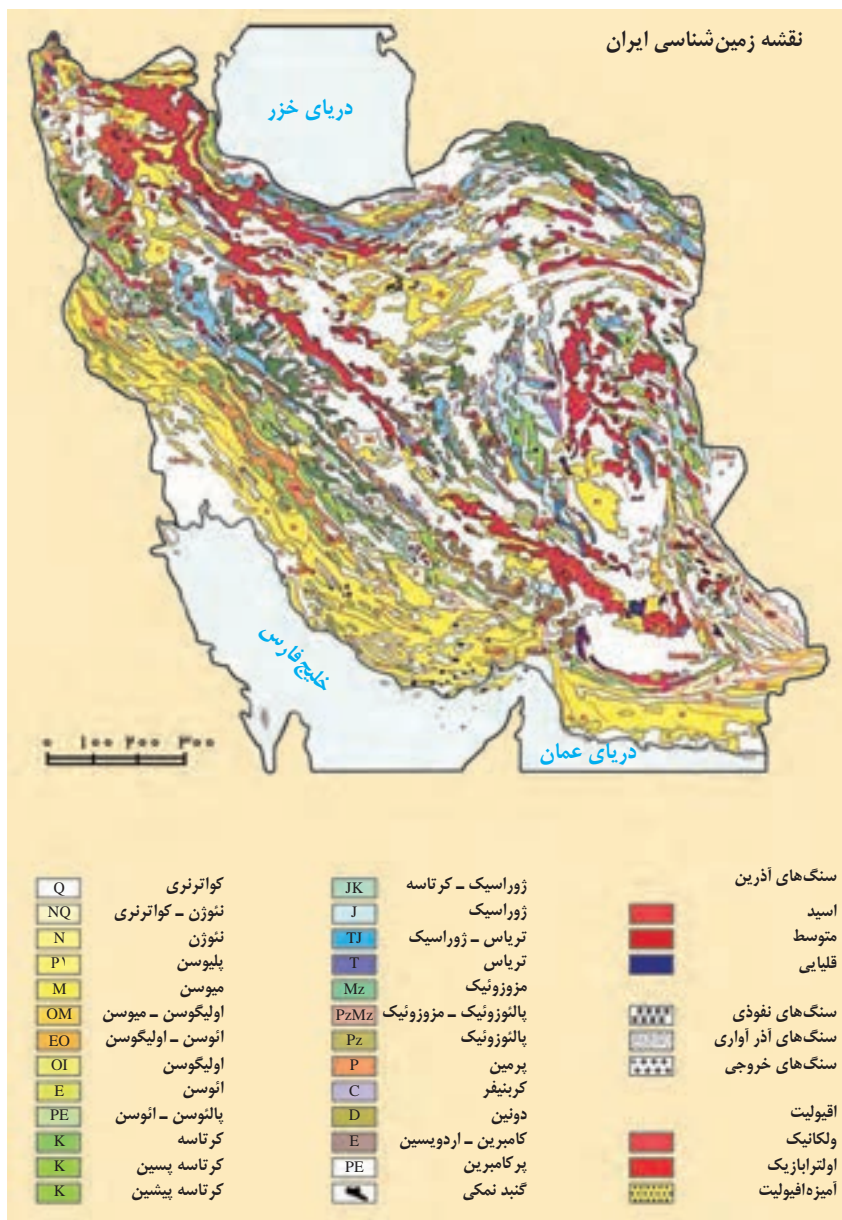 نقشه زمین‌شناسی ایران
دریای خزر
خلیج‌فارس
دریای عمان
۰ ۱۰۰ ۲۰۰ ۳۰۰
سنگ‌های آذرین
اسید
متوسط
قلیایی
سنگ‌های نفوذی
سنگ‌های آذر آواری
سنگ‌های خروجی
اقیولیت
ولکانیک
اولترابازیک
آمیزه‌افیولیت
ژوراسیک ـ کرتاسه JK
ژوراسیک J
تریاس ـ ژوراسیک TJ
تریاس T
مزوزوئیک Mz
پالئوزوئیک ـ مزوزوئیک PzMz
پالئوزوئیک Pz
پرمین P
کربنیفر C
دونین D
کامبرین ـ اردویسین E
پرکامبرین PE
گنبد نمکی
کواترنری Q
نئوژن ـ کواترنری NQ
نئوژن N
پلیوسن P۱
میوسن M
اولیگوسن ـ میوسن OM
ائوسن ـ اولیگوسن EO
اولیگوسن OI
ائوسن E
پالئوسن ـ ائوسن PE
کرتاسه K
کرتاسه پسین K
کرتاسه پیشین K